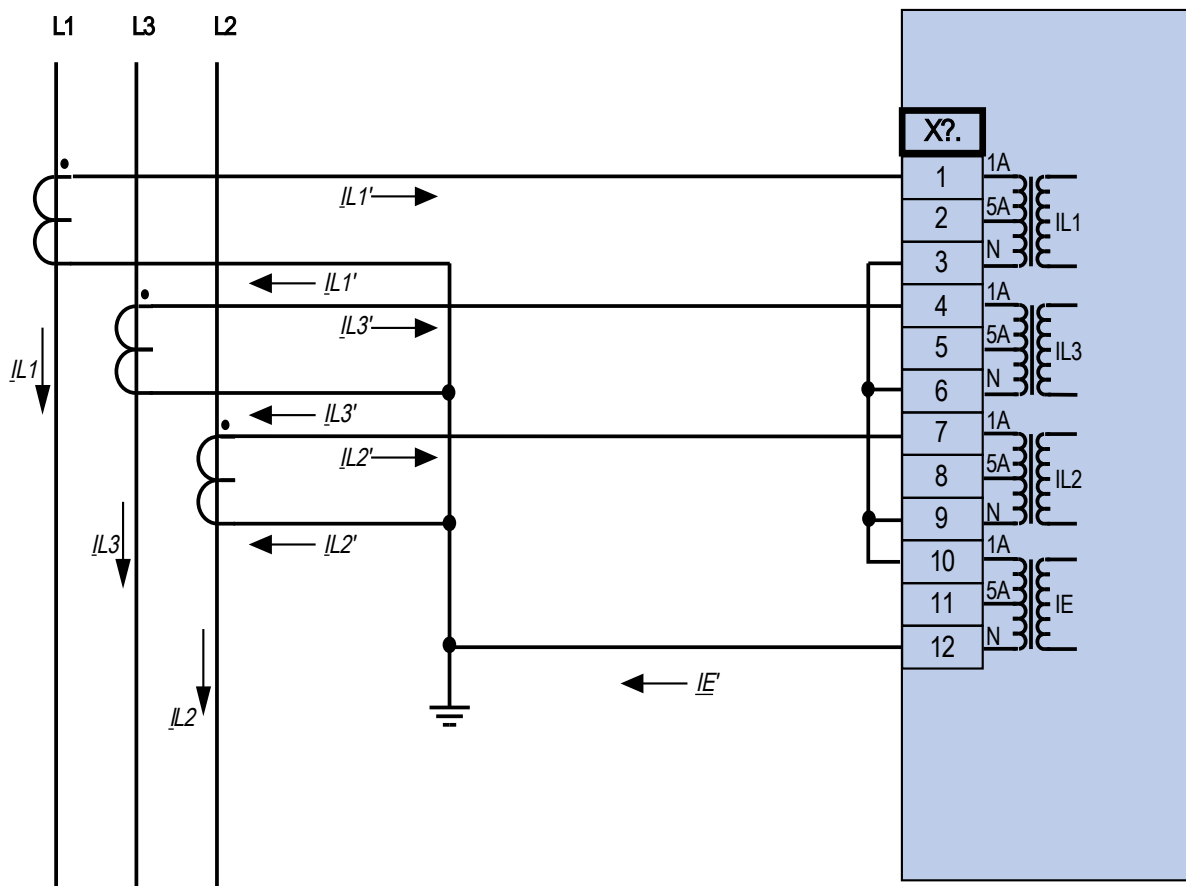 L1 L3 L2
X?.
1 1A
IL1'
2 5A IL1
3 N
IL1'
4 1A
IL3'
5 5A IL3
IL1
6 N
IL3'
7 1A
IL2'
8 5A IL2
9 N
IL3 IL2'
10 1A
11 5A IE
12 N
IE'
IL2